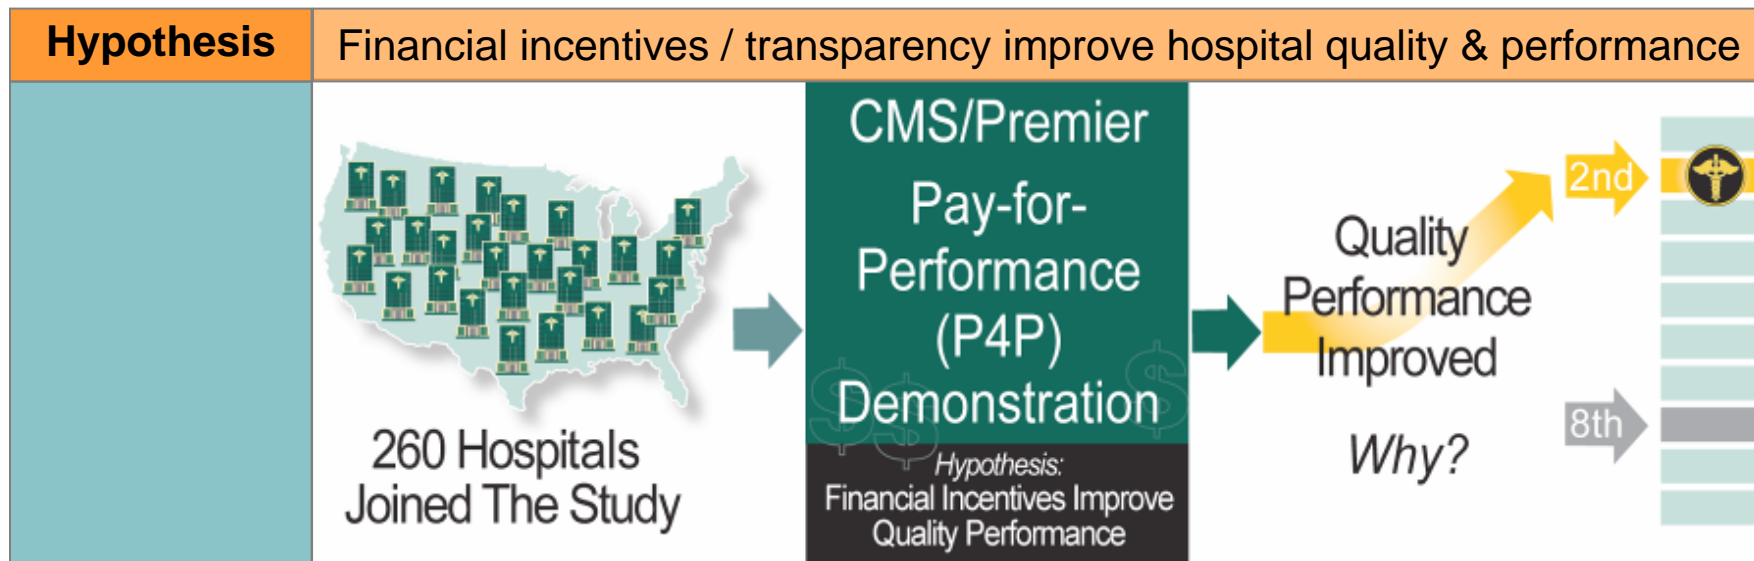 Hypothesis
Financial incentives / transparency improve hospital quality & performance
260 Hospitals
Joined The Study
CMS/Premier
Pay-for-
Performance
(P4P)
Demonstration
$ $ $
Hypothesis:
Financial Incentives Improve
Quality Performance
Quality
Performance
Improved
Why?
2nd
8th